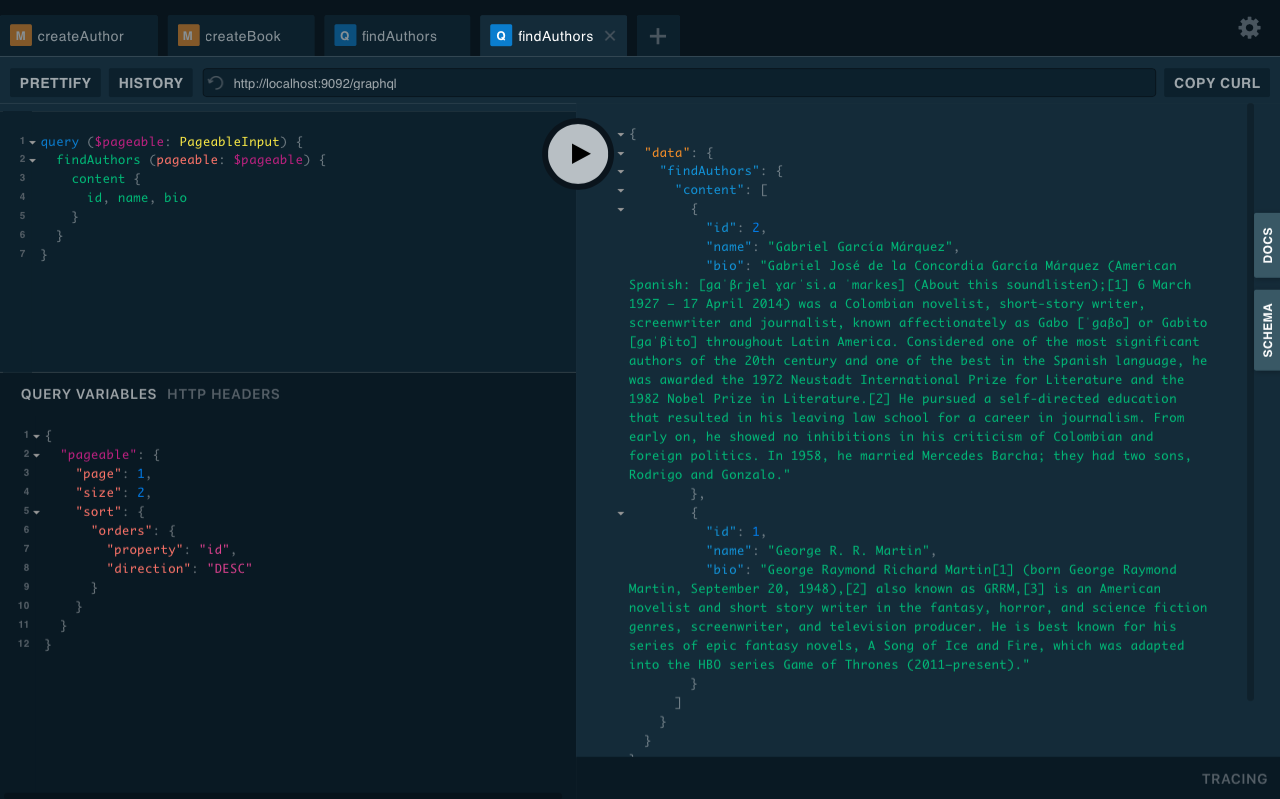 M createAuthor
M createBook
Q findAuthors
Q findAuthors
PRETTIFY HISTORY http://localhost:9092/graphql COPY CURL
1 query ($pageable: PageableInput) {
2 findAuthors (pageable: $pageable) {
3 content {
4 id, name, bio
5 }
6 }
7 }
QUERY VARIABLES HTTP HEADERS
1 {
2 "pageable": {
3 "page": 1,
4 "size": 2,
5 "sort": {
6 "orders": {
7 "property": "id",
8 "direction": "DESC"
9 }
10 }
11 }
12 }
{
"data": {
"findAuthors": {
"content": [
{
"id": 2,
"name": "Gabriel García Márquez",
"bio": "Gabriel José de la Concordia García Márquez (American
Spanish: [ɡaˈβɾjel ɣaɾˈsi.a ˈmaɾkes] (About this soundlisten);[1] 6 March
1927 – 17 April 2014) was a Colombian novelist, short-story writer,
screenwriter and journalist, known affectionately as Gabo [ˈɡaβo] or Gabito
[ɡaˈβito] throughout Latin America. Considered one of the most significant
authors of the 20th century and one of the best in the Spanish language, he
was awarded the 1972 Neustadt International Prize for Literature and the
1982 Nobel Prize in Literature.[2] He pursued a self-directed education
that resulted in his leaving law school for a career in journalism. From
early on, he showed no inhibitions in his criticism of Colombian and
foreign politics. In 1958, he married Mercedes Barcha; they had two sons,
Rodrigo and Gonzalo."
},
{
"id": 1,
"name": "George R. R. Martin",
"bio": "George Raymond Richard Martin[1] (born George Raymond
Martin, September 20, 1948),[2] also known as GRRM,[3] is an American
novelist and short story writer in the fantasy, horror, and science fiction
genres, screenwriter, and television producer. He is best known for his
series of epic fantasy novels, A Song of Ice and Fire, which was adapted
into the HBO series Game of Thrones (2011–present)."
}
]
}
}
DOCS
SCHEMA
TRACING